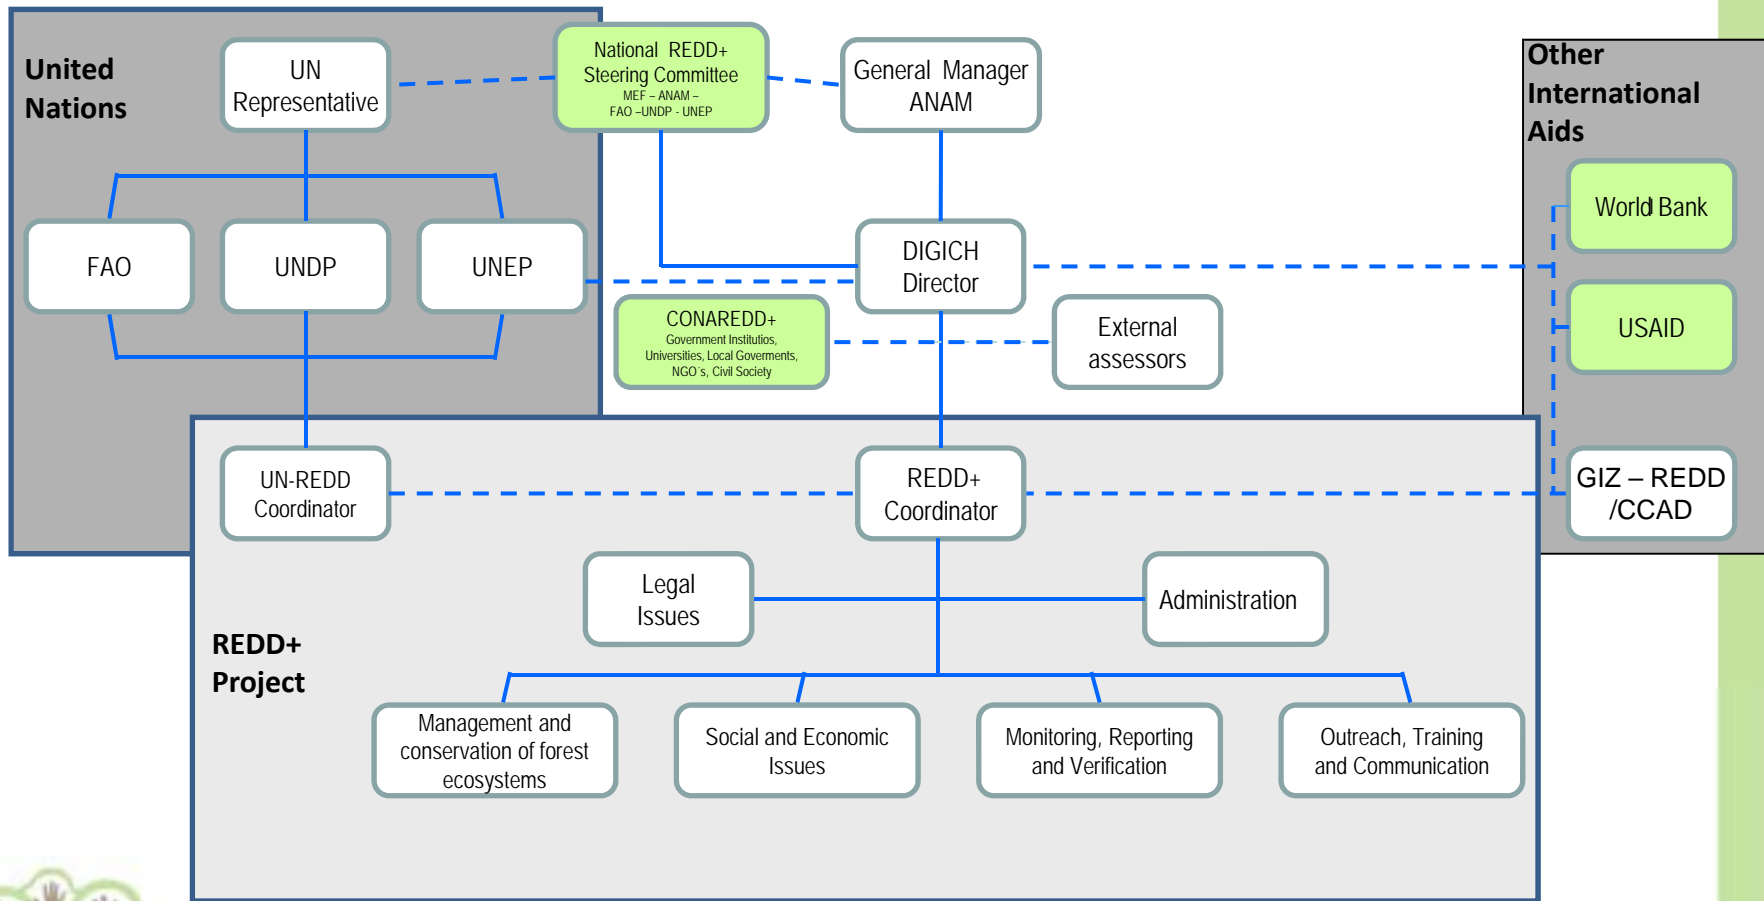 United
Nations
UN
Representative
National REDD+
Steering Committee
MEF – ANAM –
FAO –UNDP - UNEP
General Manager
ANAM
Other
International
Aids
World Bank
FAO
UNDP
UNEP
DIGICH
Director
CONAREDD+
Government Institutios,
Universities, Local Goverments,
NGO´s, Civil Society
External
assessors
USAID
UN-REDD
Coordinator
REDD+
Coordinator
GIZ – REDD
/CCAD
Legal
Issues
Administration
REDD+
Project
Management and
conservation of forest
ecosystems
Social and Economic
Issues
Monitoring, Reporting
and Verification
Outreach, Training
and Communication